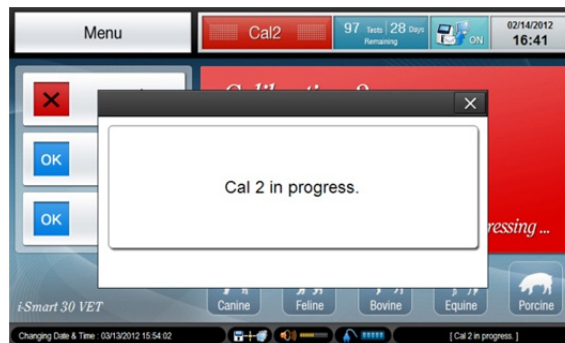 Menu
Cal2
97 Tests 28 Days
Remaining
ON
02/14/2012
16:41
OK
Cal 2 in progress.
OK
ressing ...
i-Smart 30 VET
Canine
Feline
Bovine
Equine
Porcine
Changing Date & Time : 03/13/2012 15:54:02
[ Cal 2 in progress. ]